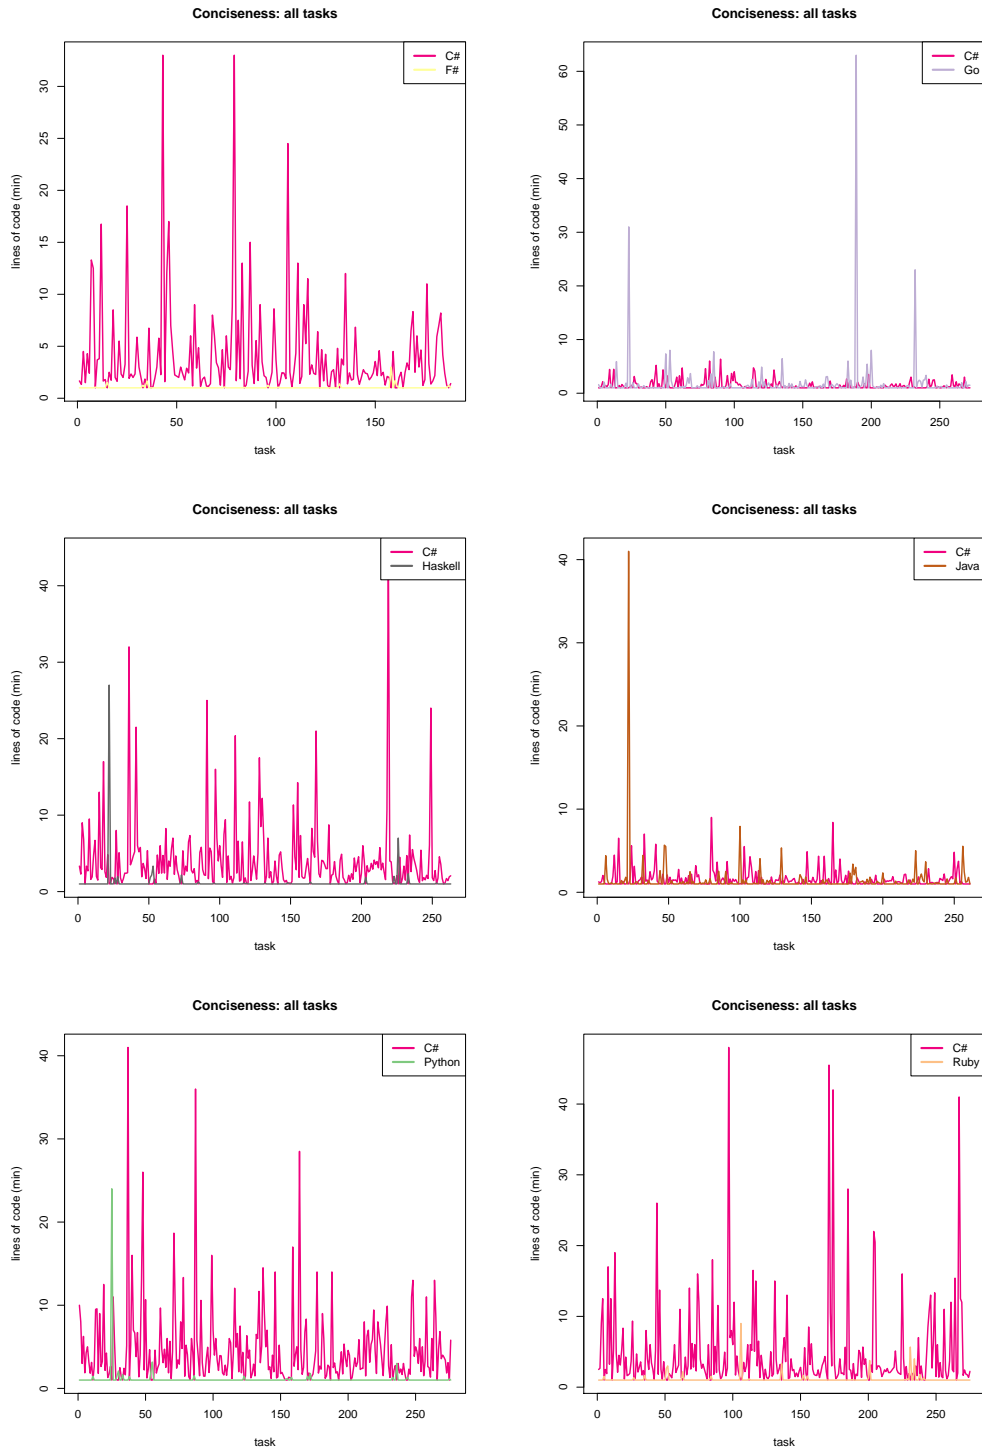 Conciseness: all tasks
C#
F#
lines of code (min)
0
5
10
15
20
25
30
0
50
100
150
task
Conciseness: all tasks
C#
Go
lines of code (min)
0
10
20
30
40
50
60
0
50
100
150
200
250
task
Conciseness: all tasks
C#
Haskell
lines of code (min)
0
10
20
30
40
0
50
100
150
200
250
task
Conciseness: all tasks
C#
Java
lines of code (min)
0
10
20
30
40
0
50
100
150
200
250
task
Conciseness: all tasks
C#
Python
lines of code (min)
0
10
20
30
40
0
50
100
150
200
250
task
Conciseness: all tasks
C#
Ruby
lines of code (min)
0
10
20
30
40
0
50
100
150
200
250
task